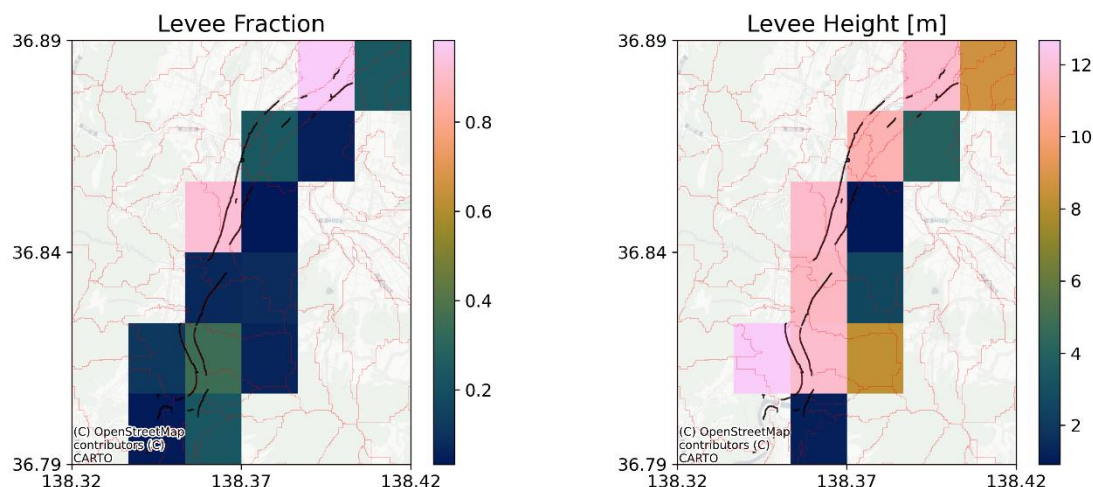 Levee Fraction
36.89
36.84
36.79
138.32
138.37
138.42
0.8
0.6
0.4
0.2
(C) OpenStreetMap
contributors (C)
CARTO
Levee Height [m]
36.89
36.84
36.79
138.32
138.37
138.42
12
10
8
6
4
2
(C) OpenStreetMap
contributors (C)
CARTO